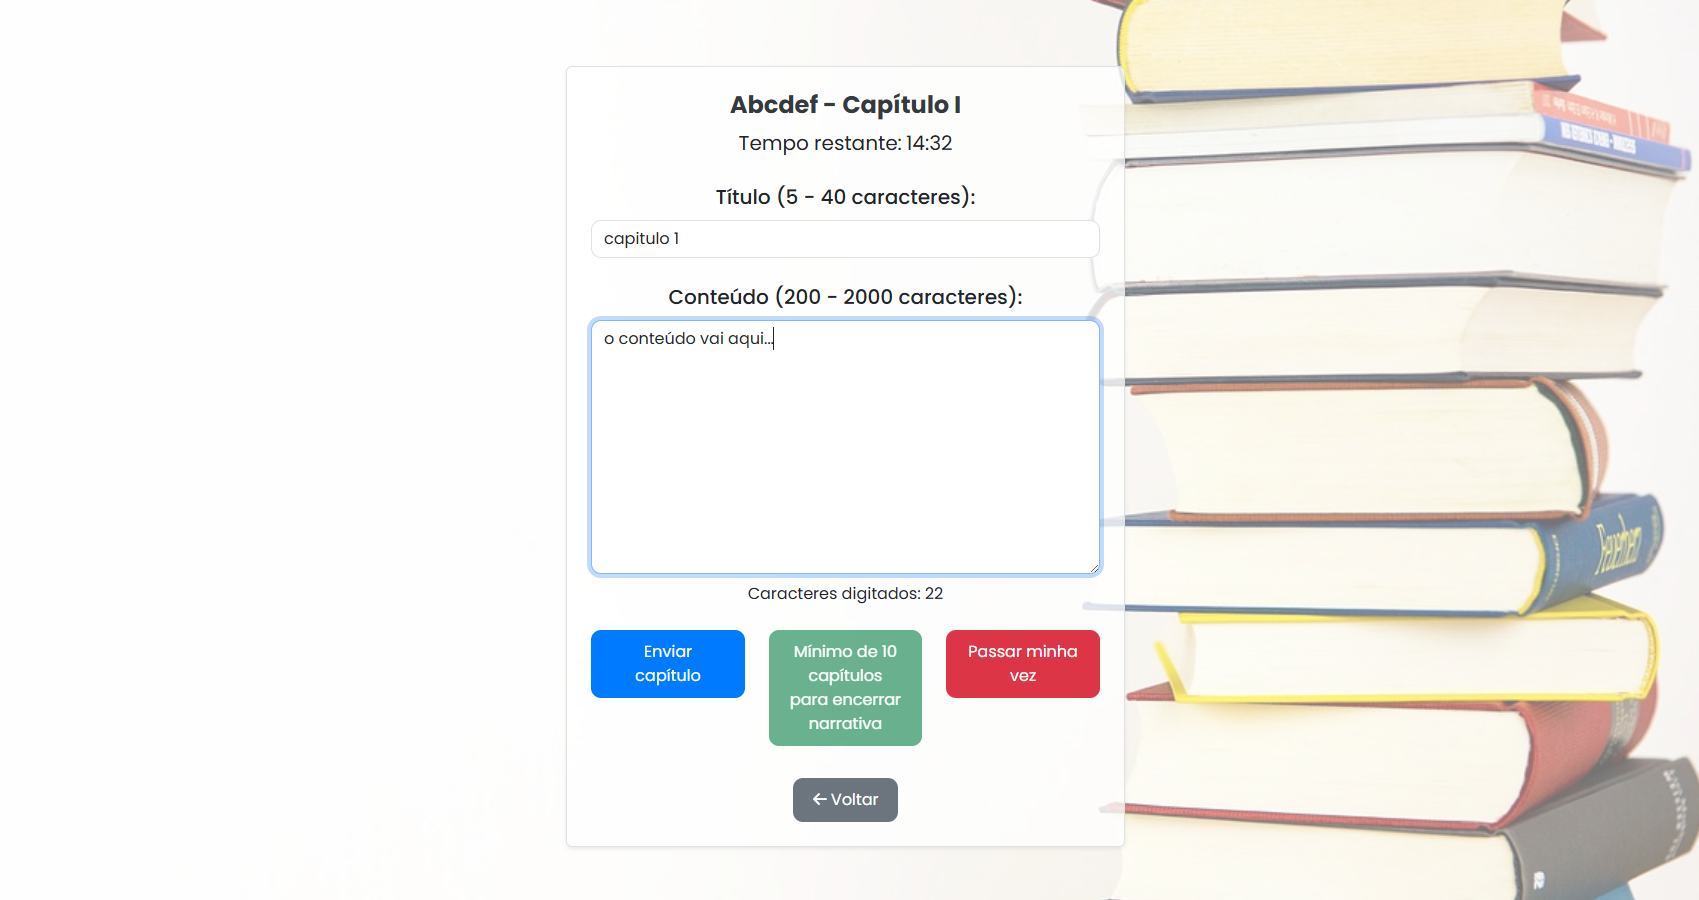 Abcdef - Capítulo I
Tempo restante: 14:32
Título (5 - 40 caracteres):
capitulo 1
Conteúdo (200 - 2000 caracteres):
o conteúdo vai aqui...
Caracteres digitados: 22
Enviar
capítulo
Mínimo de 10
capítulos
para encerrar
narrativa
Passar minha
vez
← Voltar